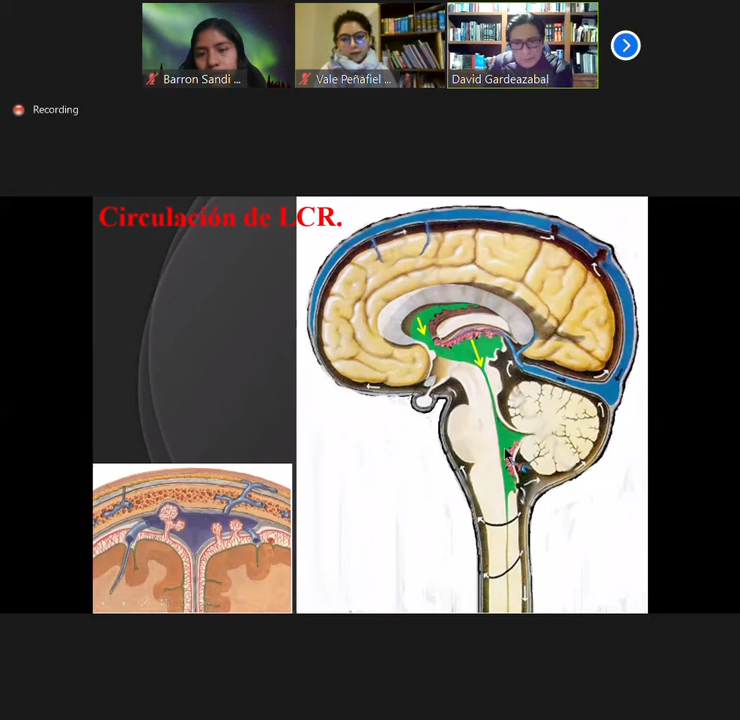 Barron Sandi ...
Vale Peñafiel ...
David Gardeazabal
Recording
Circulación de LCR.